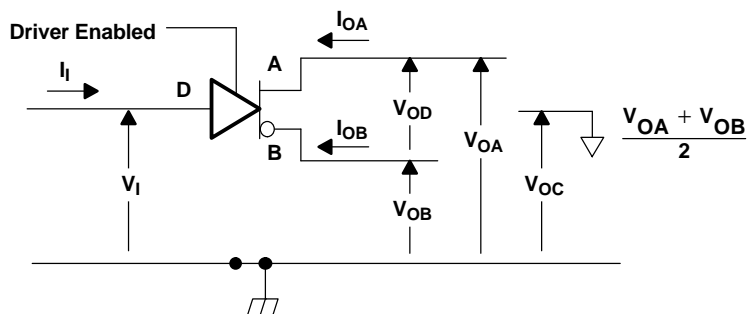 Driver Enabled
I_I
D
A
B
I_OA
I_OB
V_I
V_OD
V_OB
V_OA
V_OC
V_OA + V_OB
2